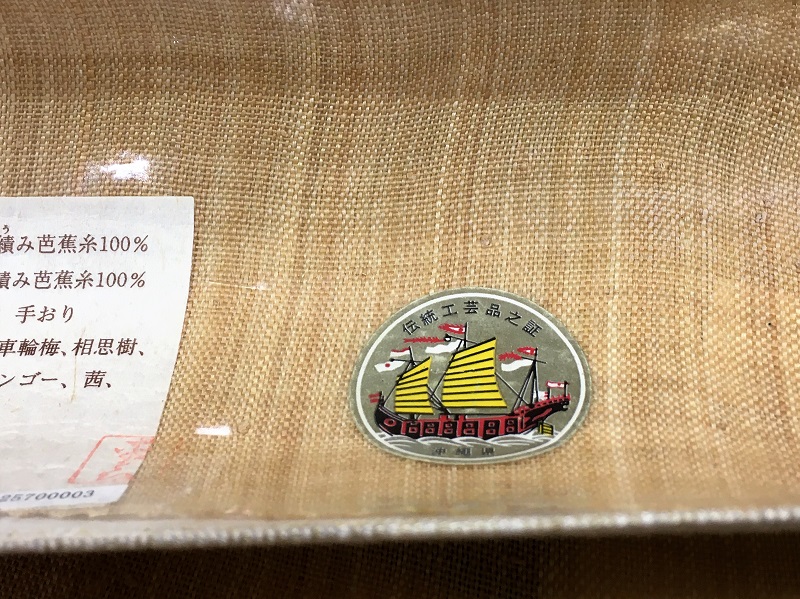 う
績み芭蕉糸100%
績み芭蕉糸100%
手おり
車輪梅、相思樹、
ンゴー、茜、
25700003
伝統工芸品之証
沖縄県